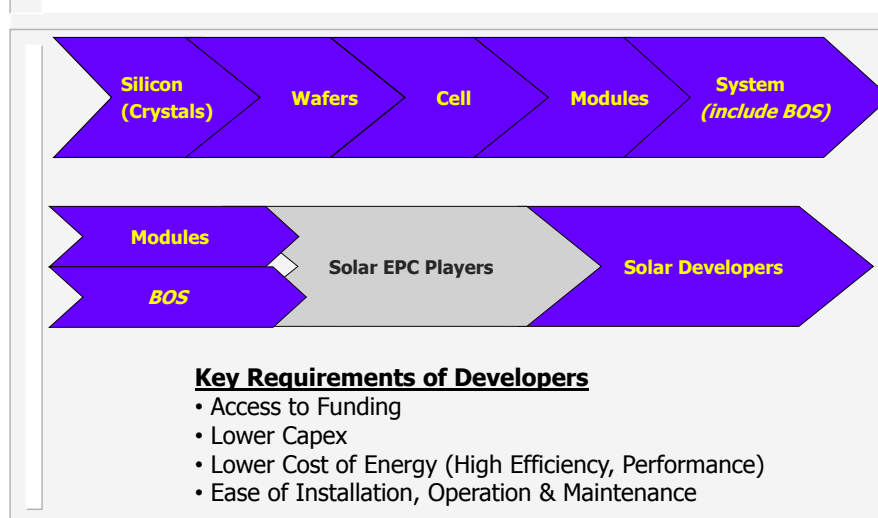 Silicon
(Crystals)
Wafers
Cell
Modules
System
(include BOS)
Modules
BOS
Solar EPC Players
Solar Developers
Key Requirements of Developers
• Access to Funding
• Lower Capex
• Lower Cost of Energy (High Efficiency, Performance)
• Ease of Installation, Operation & Maintenance